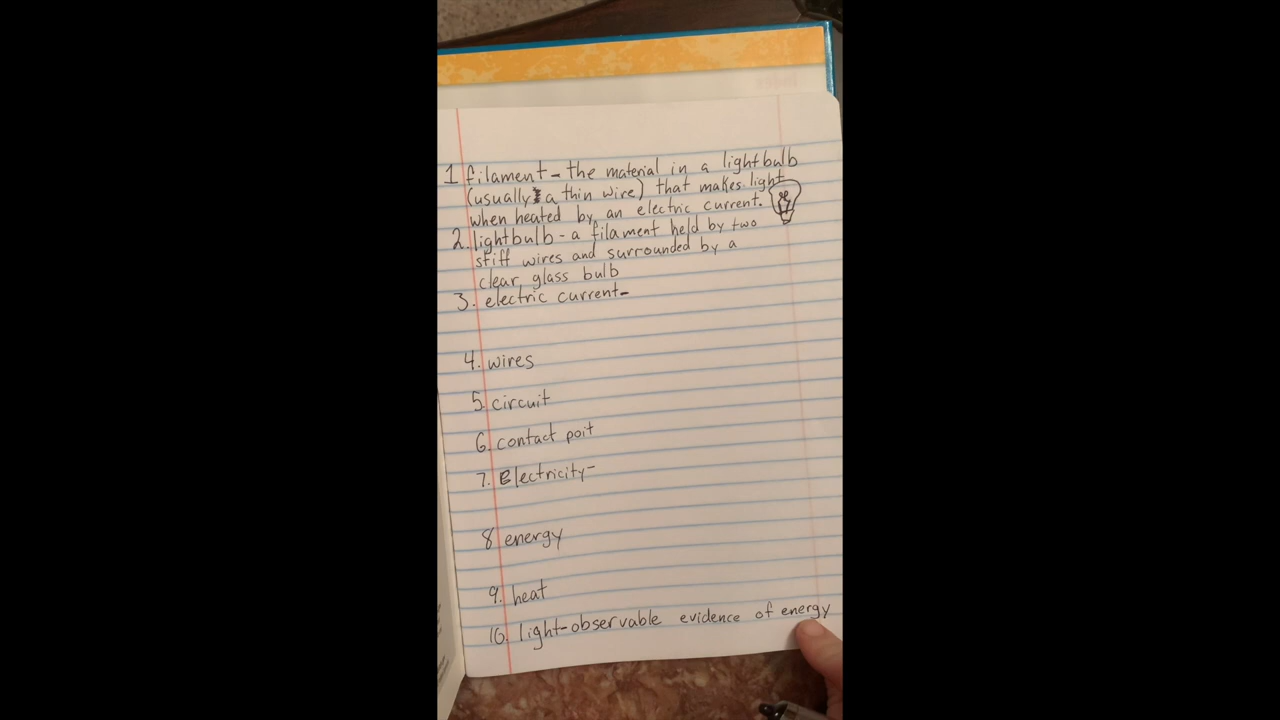 1 filament - the material in a lightbulb
(usually a thin wire) that makes light
when heated by an electric current.
2. lightbulb - a filament held by two
stiff wires and surrounded by a
clear glass bulb
3. electric current-
4. wires
5. circuit
6. contact poit
7. Electricity-
8 energy
9. heat
10. light-observable evidence of energy